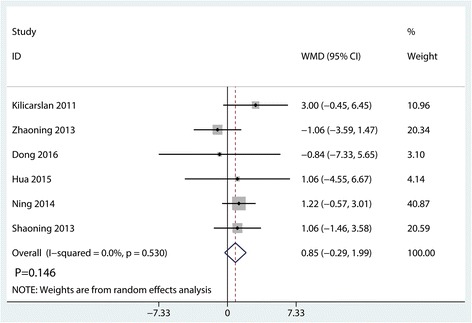 Study %
ID WMD (95% CI) Weight
Kilicarslan 2011 3.00 (−0.45, 6.45) 10.96
Zhaoning 2013 −1.06 (−3.59, 1.47) 20.34
Dong 2016 −0.84 (−7.33, 5.65) 3.10
Hua 2015 1.06 (−4.55, 6.67) 4.14
Ning 2014 1.22 (−0.57, 3.01) 40.87
Shaoning 2013 1.06 (−1.46, 3.58) 20.59
Overall (I−squared = 0.0%, p = 0.530) 0.85 (−0.29, 1.99) 100.00
P=0.146
NOTE: Weights are from random effects analysis
−7.33 0 7.33